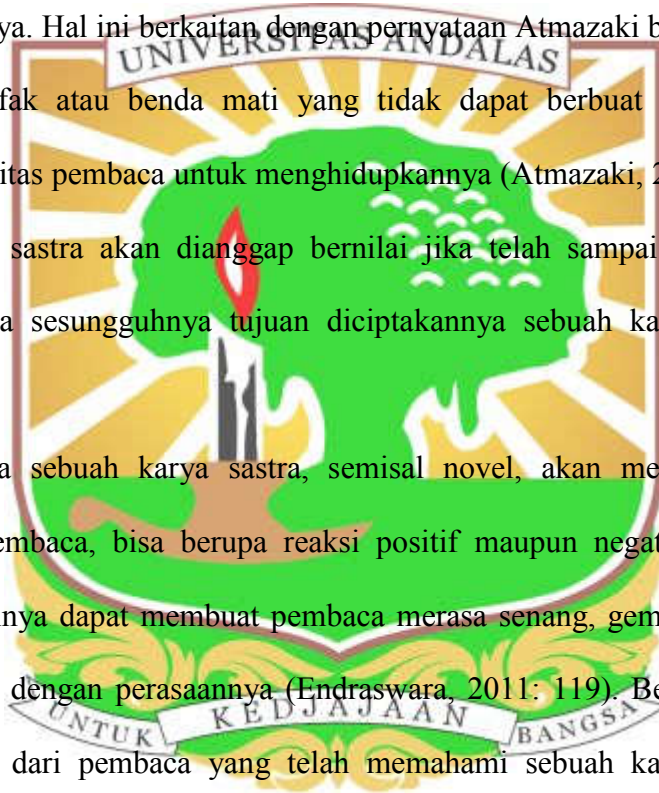 ya. Hal ini berkaitan dengan pernyataan Atmazaki b
UNIVERSITAS ANDALAS
fak atau benda mati yang tidak dapat berbuat
itas pembaca untuk menghidupkannya (Atmazaki, 2
sastra akan dianggap bernilai jika telah sampai
a sesungguhnya tujuan diciptakannya sebuah ka
a sebuah karya sastra, semisal novel, akan me
embaca, bisa berupa reaksi positif maupun negat
nya dapat membuat pembaca merasa senang, gem
dengan perasaannya (Endraswara, 2011: 119). Be
UNTUK KEDJAJAAN BANGSA
dari pembaca yang telah memahami sebuah ka